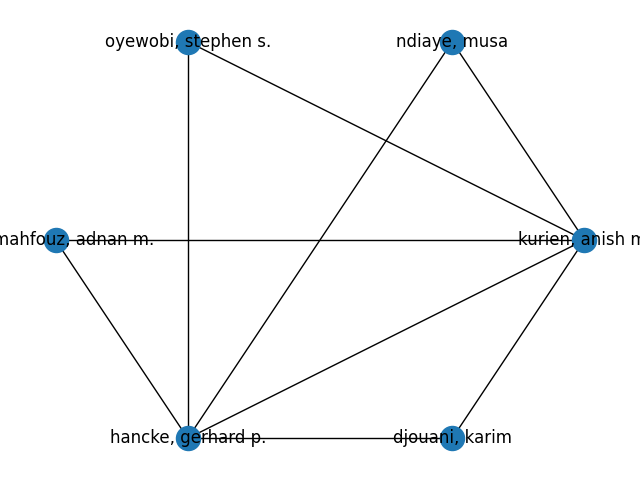 oyewobi, stephen s.
ndiaye, musa
mahfouz, adnan m.
kurien, anish m
hancke, gerhard p.
djouani, karim